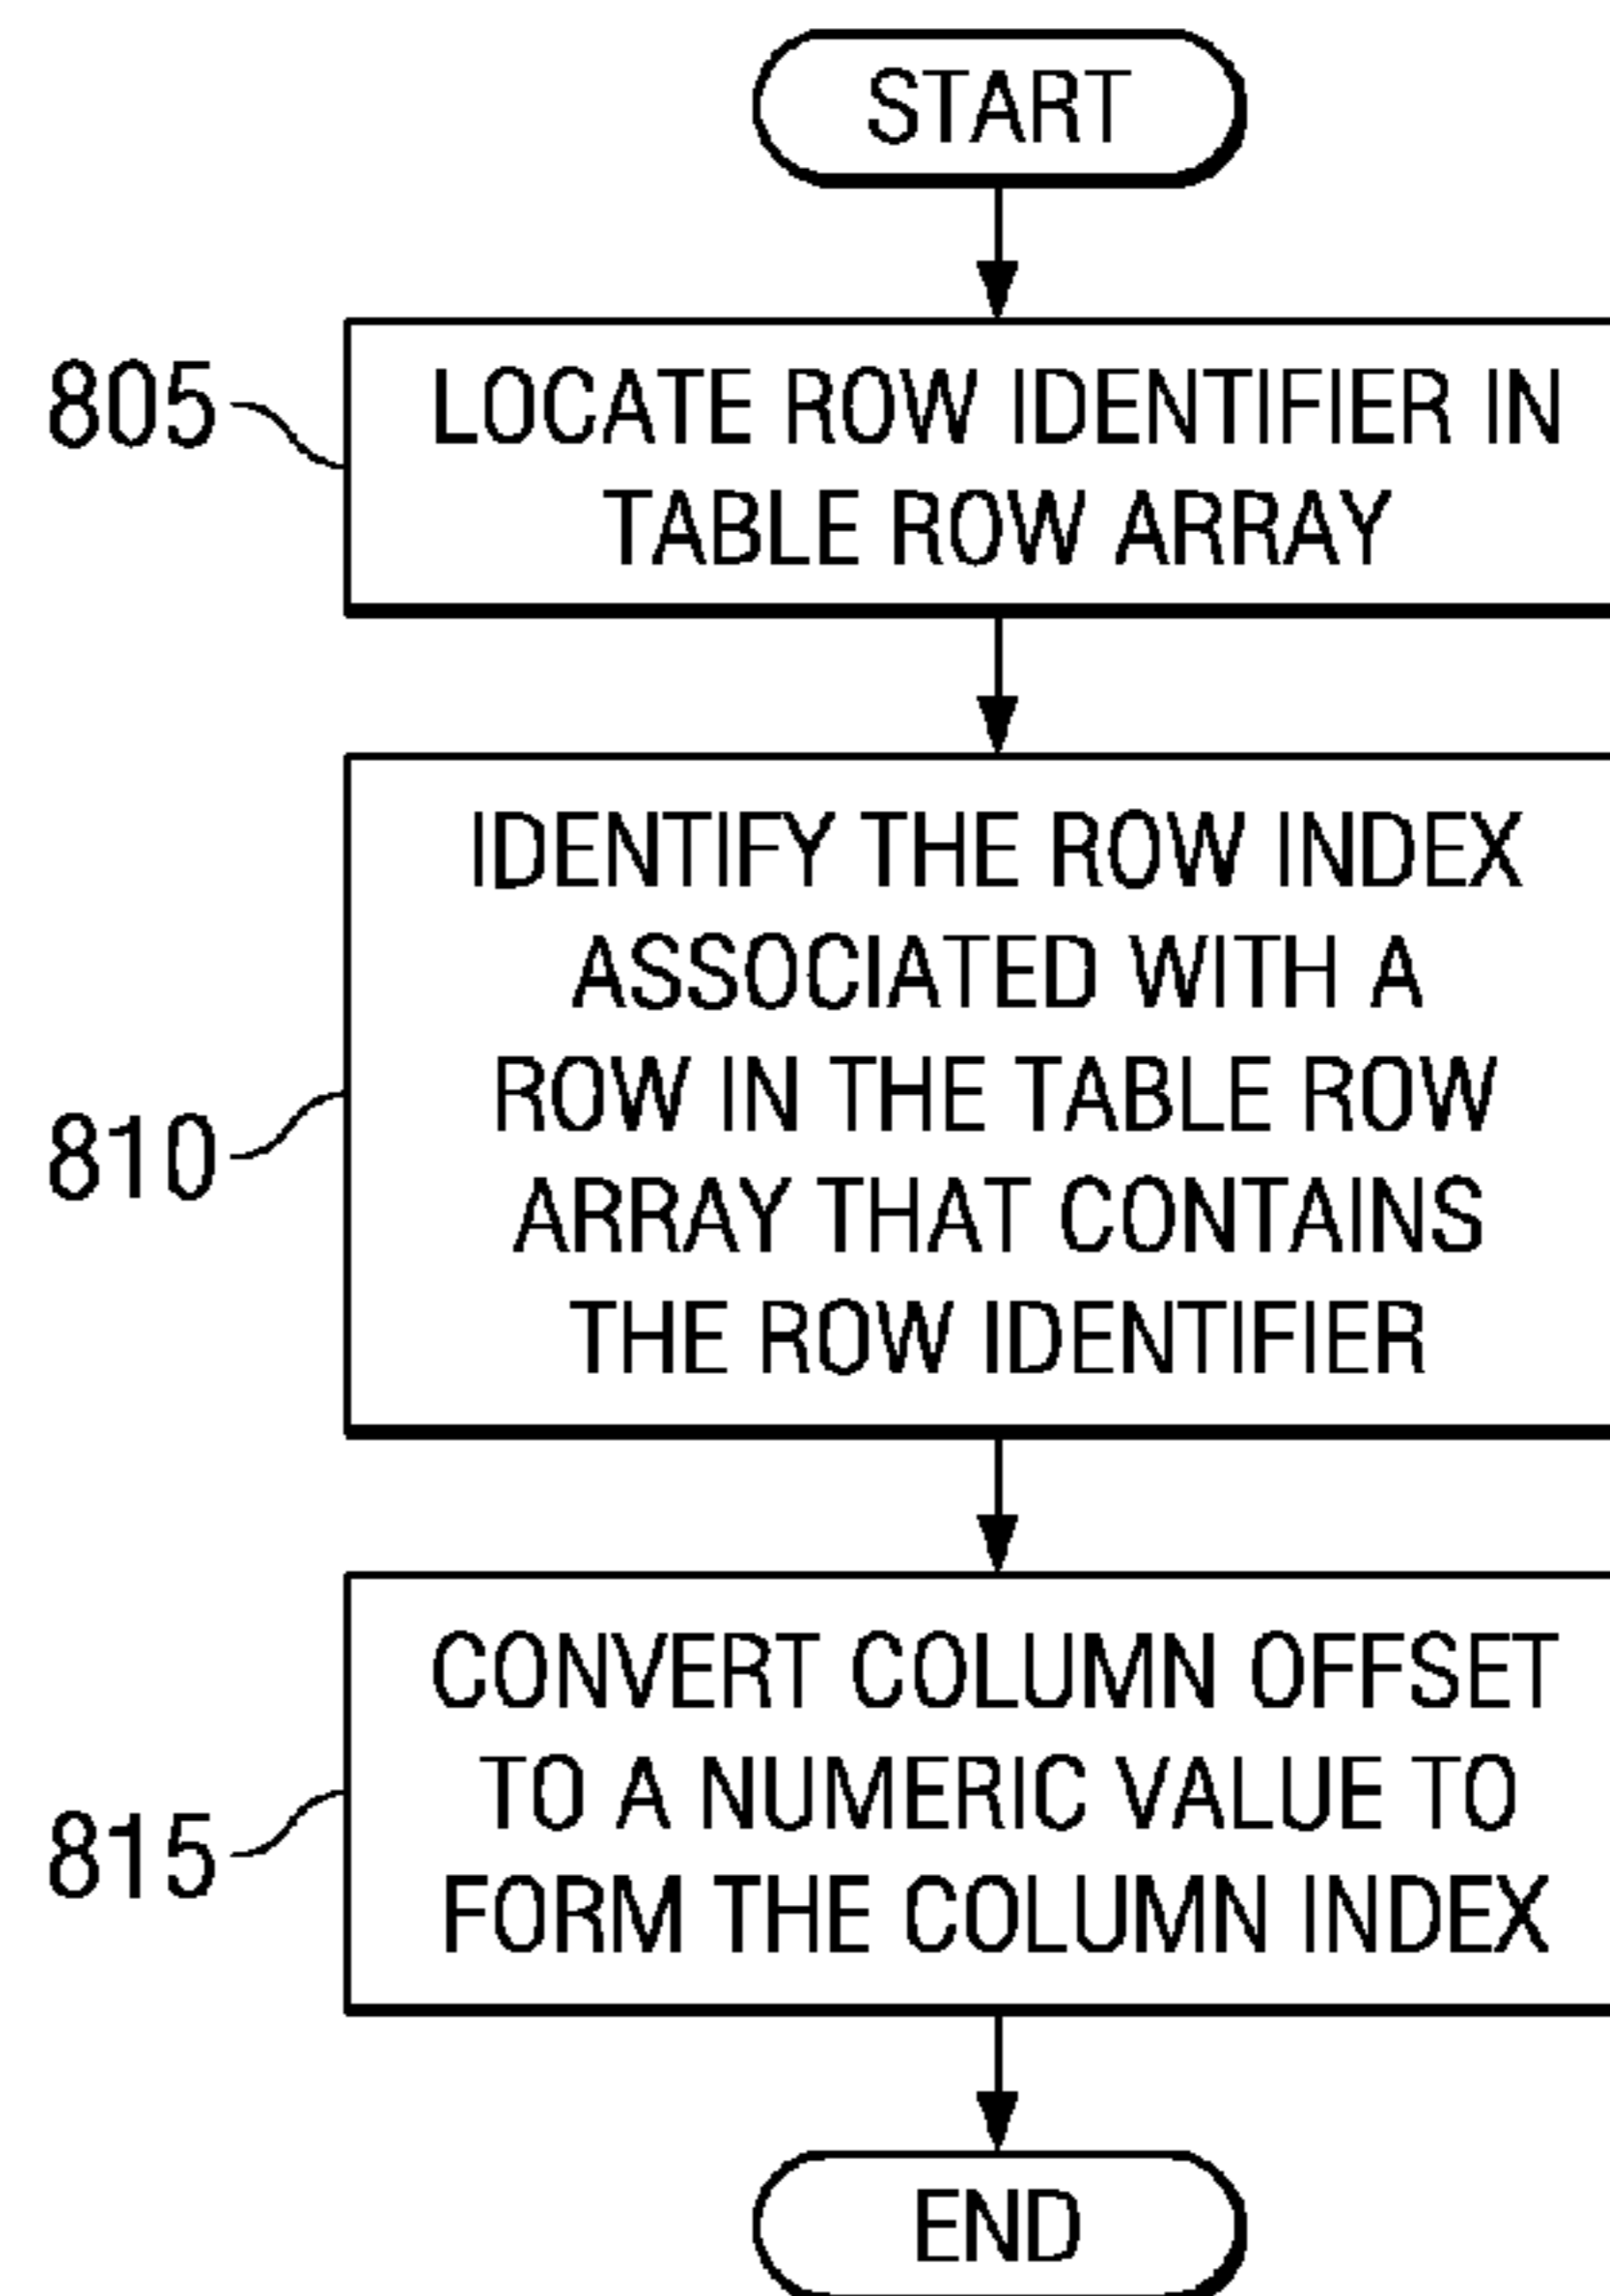 START
805
LOCATE ROW IDENTIFIER IN
TABLE ROW ARRAY
810
IDENTIFY THE ROW INDEX
ASSOCIATED WITH A
ROW IN THE TABLE ROW
ARRAY THAT CONTAINS
THE ROW IDENTIFIER
815
CONVERT COLUMN OFFSET
TO A NUMERIC VALUE TO
FORM THE COLUMN INDEX
END